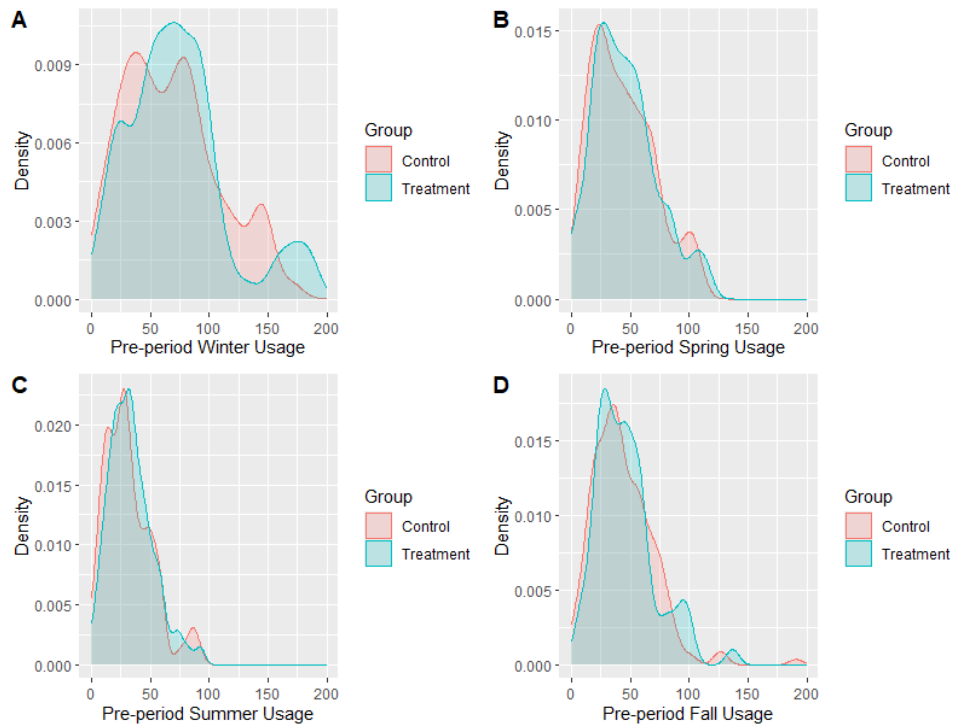 A
Density
0.009
0.006
0.003
0.000
0 50 100 150 200
Pre-period Winter Usage
Group
Control
Treatment
B
Density
0.015
0.010
0.005
0.000
0 50 100 150 200
Pre-period Spring Usage
Group
Control
Treatment
C
Density
0.020
0.015
0.010
0.005
0.000
0 50 100 150 200
Pre-period Summer Usage
Group
Control
Treatment
D
Density
0.015
0.010
0.005
0.000
0 50 100 150 200
Pre-period Fall Usage
Group
Control
Treatment